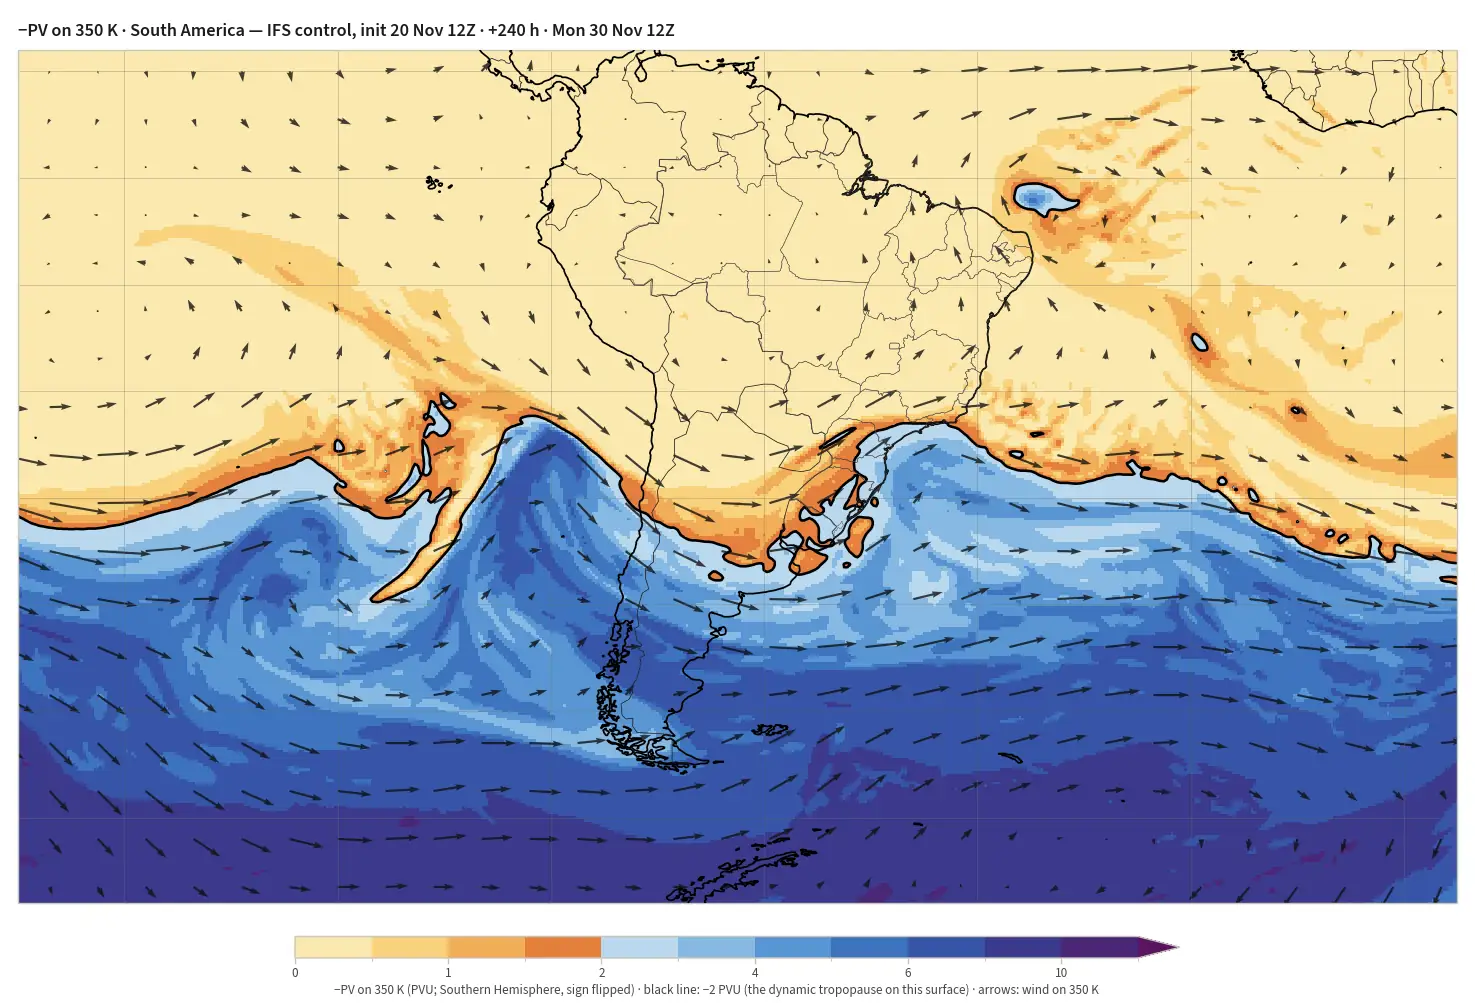 −PV on 350 K · South America — IFS control, init 20 Nov 12Z · +240 h · Mon 30 Nov 12Z
0 1 2 4 6 10
−PV on 350 K (PVU; Southern Hemisphere, sign flipped) · black line: −2 PVU (the dynamic tropopause on this surface) · arrows: wind on 350 K